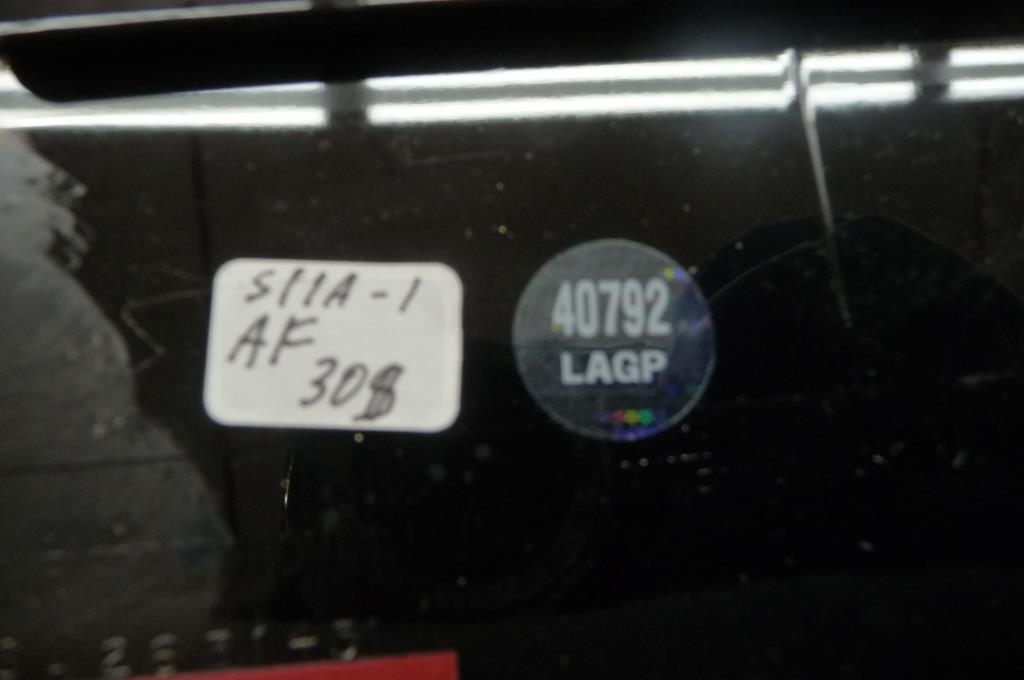 S11A-1
AF
30$
40792
LAGP